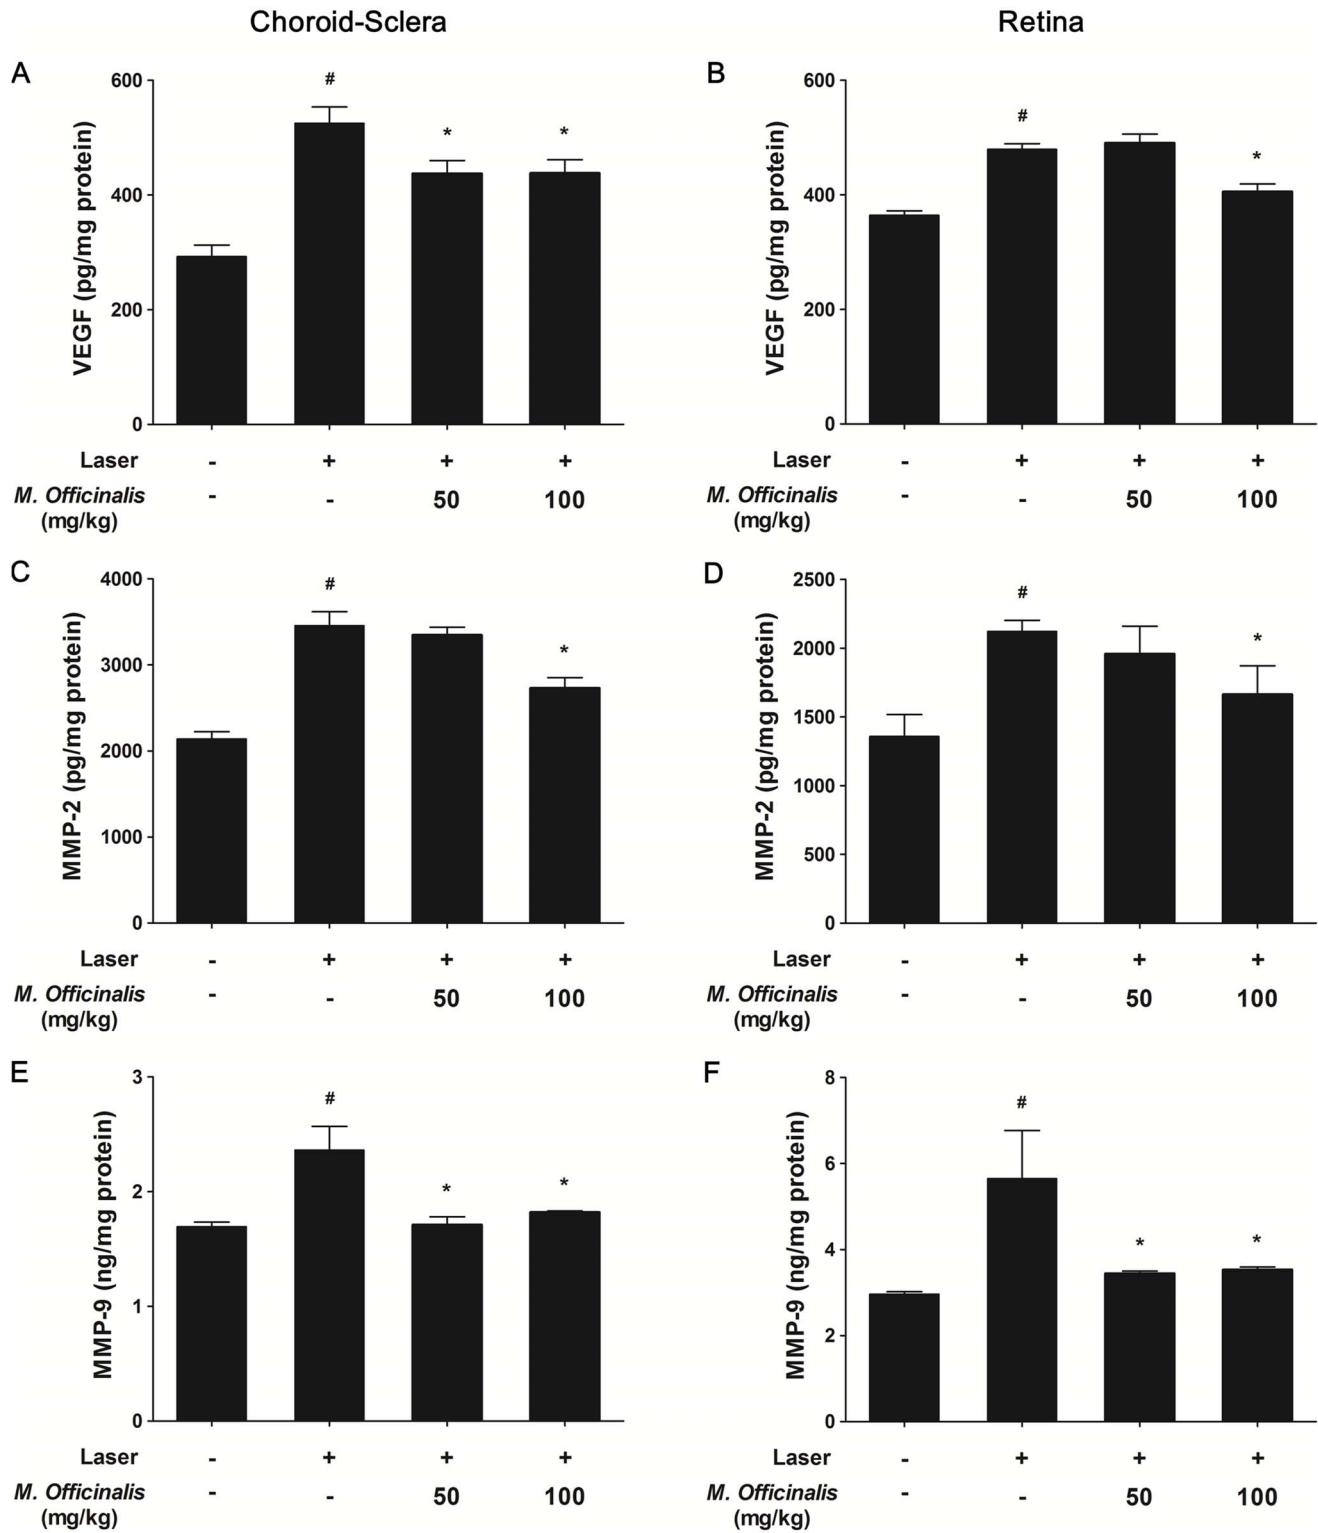 Choroid-Sclera
Retina
A
VEGF (pg/mg protein)
600
400
200
0
#
*
*
Laser - + + +
M. Officinalis - - 50 100
(mg/kg)
B
VEGF (pg/mg protein)
600
400
200
0
#
*
Laser - + + +
M. Officinalis - - 50 100
(mg/kg)
C
MMP-2 (pg/mg protein)
4000
3000
2000
1000
0
#
*
Laser - + + +
M. Officinalis - - 50 100
(mg/kg)
D
MMP-2 (pg/mg protein)
2500
2000
1500
1000
500
0
#
*
Laser - + + +
M. Officinalis - - 50 100
(mg/kg)
E
MMP-9 (ng/mg protein)
3
2
1
0
#
*
*
Laser - + + +
M. Officinalis - - 50 100
(mg/kg)
F
MMP-9 (ng/mg protein)
8
6
4
2
0
#
*
*
Laser - + + +
M. Officinalis - - 50 100
(mg/kg)